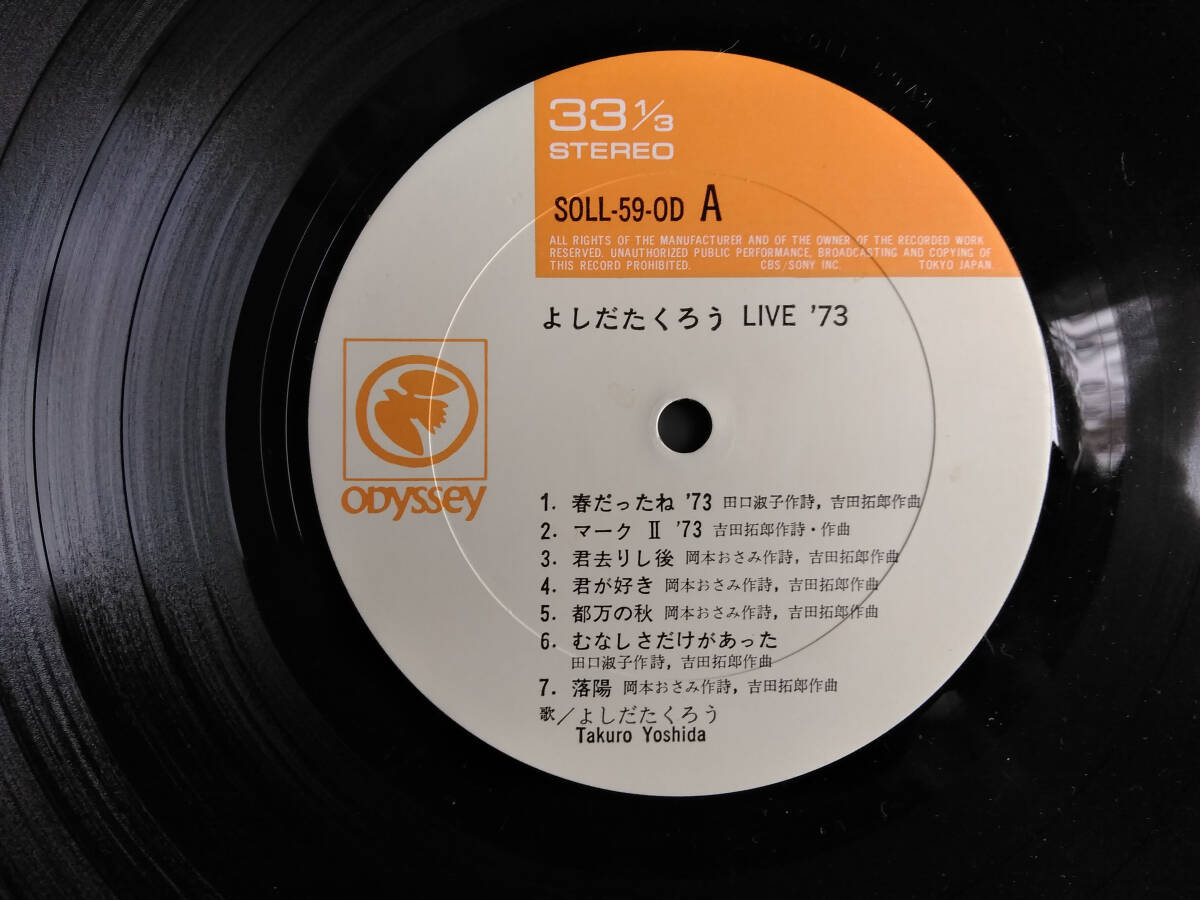 33 1/3
STEREO
SOLL-59-OD A
ALL RIGHTS OF THE MANUFACTURER AND OF THE OWNER OF THE RECORDED WORK
RESERVED. UNAUTHORIZED PUBLIC PERFORMANCE, BROADCASTING AND COPYING OF
THIS RECORD PROHIBITED. CBS/SONY INC. TOKYO JAPAN.
よしだたくろう LIVE '73
ODYSSEY
1. 春だったね '73 田口淑子作詩，吉田拓郎作曲
2. マーク Ⅱ '73 吉田拓郎作詩・作曲
3. 君去りし後 岡本おさみ作詩，吉田拓郎作曲
4. 君が好き 岡本おさみ作詩，吉田拓郎作曲
5. 都万の秋 岡本おさみ作詩，吉田拓郎作曲
6. むなしさだけがあった
田口淑子作詩，吉田拓郎作曲
7. 落陽 岡本おさみ作詩，吉田拓郎作曲
歌／よしだたくろう
Takuro Yoshida